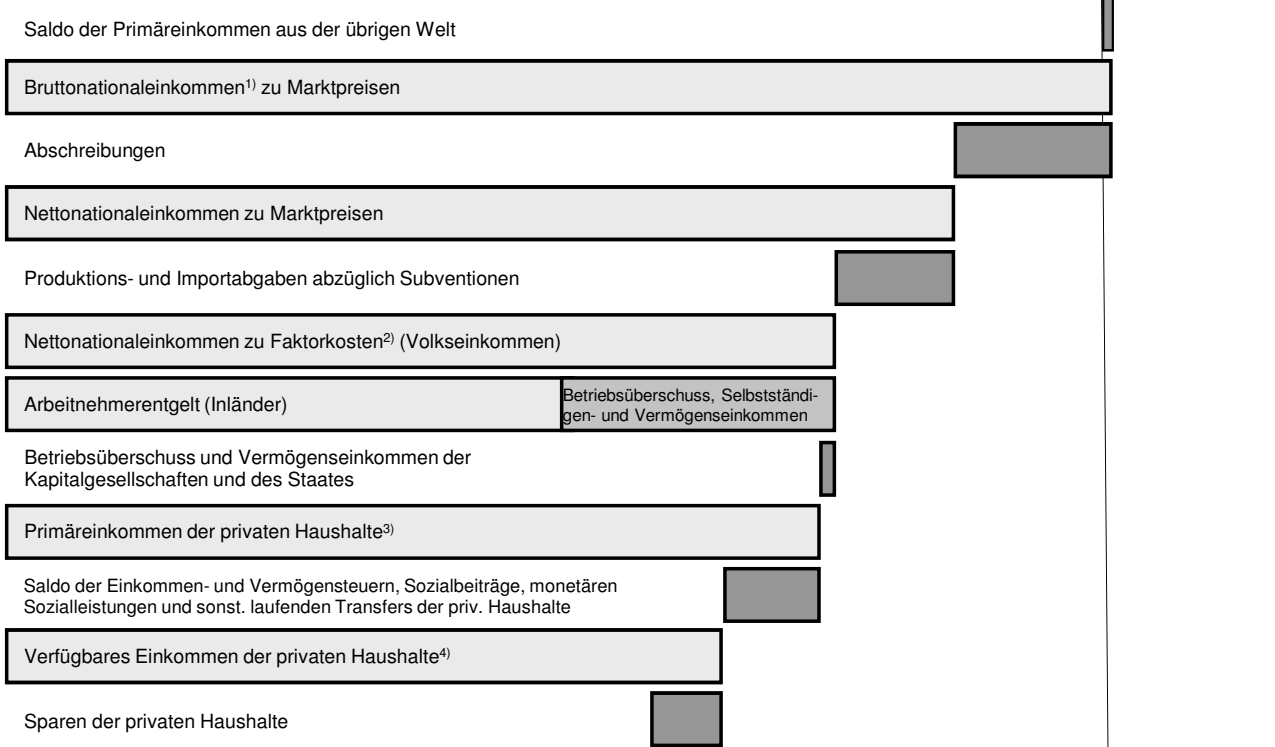 Saldo der Primäreinkommen aus der übrigen Welt
Bruttonationaleinkommen1) zu Marktpreisen
Abschreibungen
Nettonationaleinkommen zu Marktpreisen
Produktions- und Importabgaben abzüglich Subventionen
Nettonationaleinkommen zu Faktorkosten2) (Volkseinkommen)
Arbeitnehmerentgelt (Inländer)
Betriebsüberschuss, Selbstständi-
gen- und Vermögenseinkommen
Betriebsüberschuss und Vermögenseinkommen der
Kapitalgesellschaften und des Staates
Primäreinkommen der privaten Haushalte3)
Saldo der Einkommen- und Vermögensteuern, Sozialbeiträge, monetären
Sozialleistungen und sonst. laufenden Transfers der priv. Haushalte
Verfügbares Einkommen der privaten Haushalte4)
Sparen der privaten Haushalte